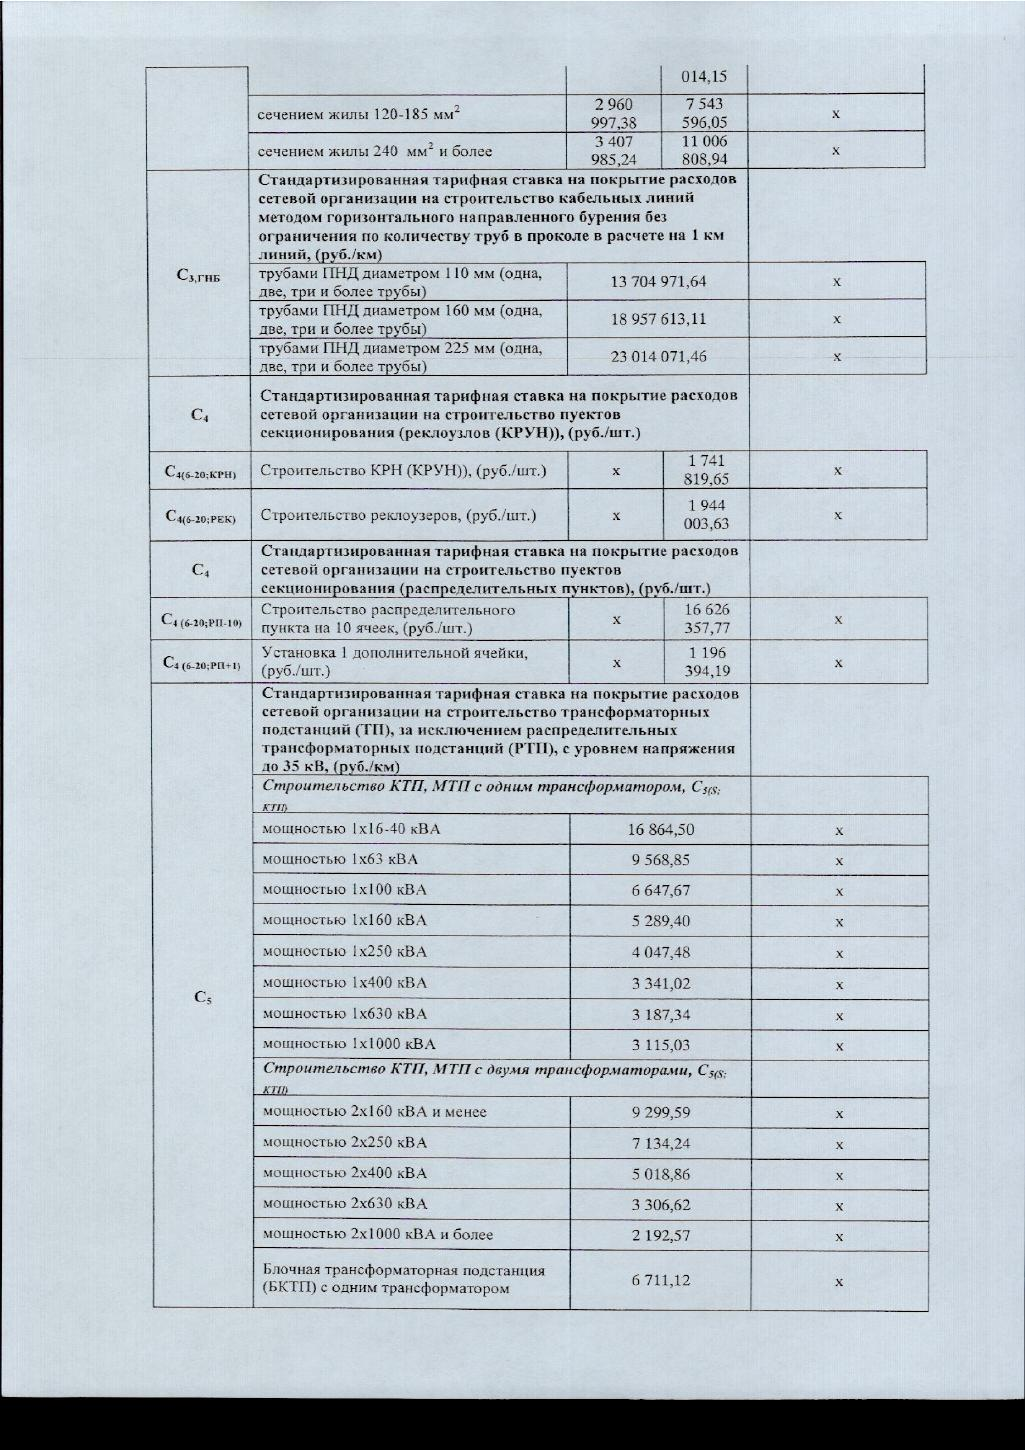 014,15
сечением жилы 120-185 мм² 2 960 997,38 7 543 596,05 х
сечением жилы 240 мм² и более 3 407 985,24 11 006 808,94 х
С3,ГНБ
Стандартизированная тарифная ставка на покрытие расходов
сетевой организации на строительство кабельных линий
методом горизонтального направленного бурения без
ограничения по количеству труб в проколе в расчете на 1 км
линий, (руб./км)
трубами ПНД диаметром 110 мм (одна,
две, три и более трубы) 13 704 971,64 х
трубами ПНД диаметром 160 мм (одна,
две, три и более трубы) 18 957 613,11 х
трубами ПНД диаметром 225 мм (одна,
две, три и более трубы) 23 014 071,46 х
С4
Стандартизированная тарифная ставка на покрытие расходов
сетевой организации на строительство пуектов
секционирования (реклоузлов (КРУН)), (руб./шт.)
С4(6-20;КРН) Строительство КРН (КРУН)), (руб./шт.) х 1 741 819,65 х
С4(6-20;РЕК) Строительство реклоузеров, (руб./шт.) х 1 944 003,63 х
С4
Стандартизированная тарифная ставка на покрытие расходов
сетевой организации на строительство пуектов
секционирования (распределительных пунктов), (руб./шт.)
С4 (6-20;РП-10) Строительство распределительного
пункта на 10 ячеек, (руб./шт.) х 16 626 357,77 х
С4 (6-20;РП+1) Установка 1 дополнительной ячейки,
(руб./шт.) х 1 196 394,19 х
С5
Стандартизированная тарифная ставка на покрытие расходов
сетевой организации на строительство трансформаторных
подстанций (ТП), за исключением распределительных
трансформаторных подстанций (РТП), с уровнем напряжения
до 35 кВ, (руб./км)
Строительство КТП, МТП с одним трансформатором, С5(S;
КТП)
мощностью 1х16-40 кВА 16 864,50 х
мощностью 1х63 кВА 9 568,85 х
мощностью 1х100 кВА 6 647,67 х
мощностью 1х160 кВА 5 289,40 х
мощностью 1х250 кВА 4 047,48 х
мощностью 1х400 кВА 3 341,02 х
мощностью 1х630 кВА 3 187,34 х
мощностью 1х1000 кВА 3 115,03 х
Строительство КТП, МТП с двумя трансформаторами, С5(S;
КТП)
мощностью 2х160 кВА и менее 9 299,59 х
мощностью 2х250 кВА 7 134,24 х
мощностью 2х400 кВА 5 018,86 х
мощностью 2х630 кВА 3 306,62 х
мощностью 2х1000 кВА и более 2 192,57 х
Блочная трансформаторная подстанция
(БКТП) с одним трансформатором 6 711,12 х